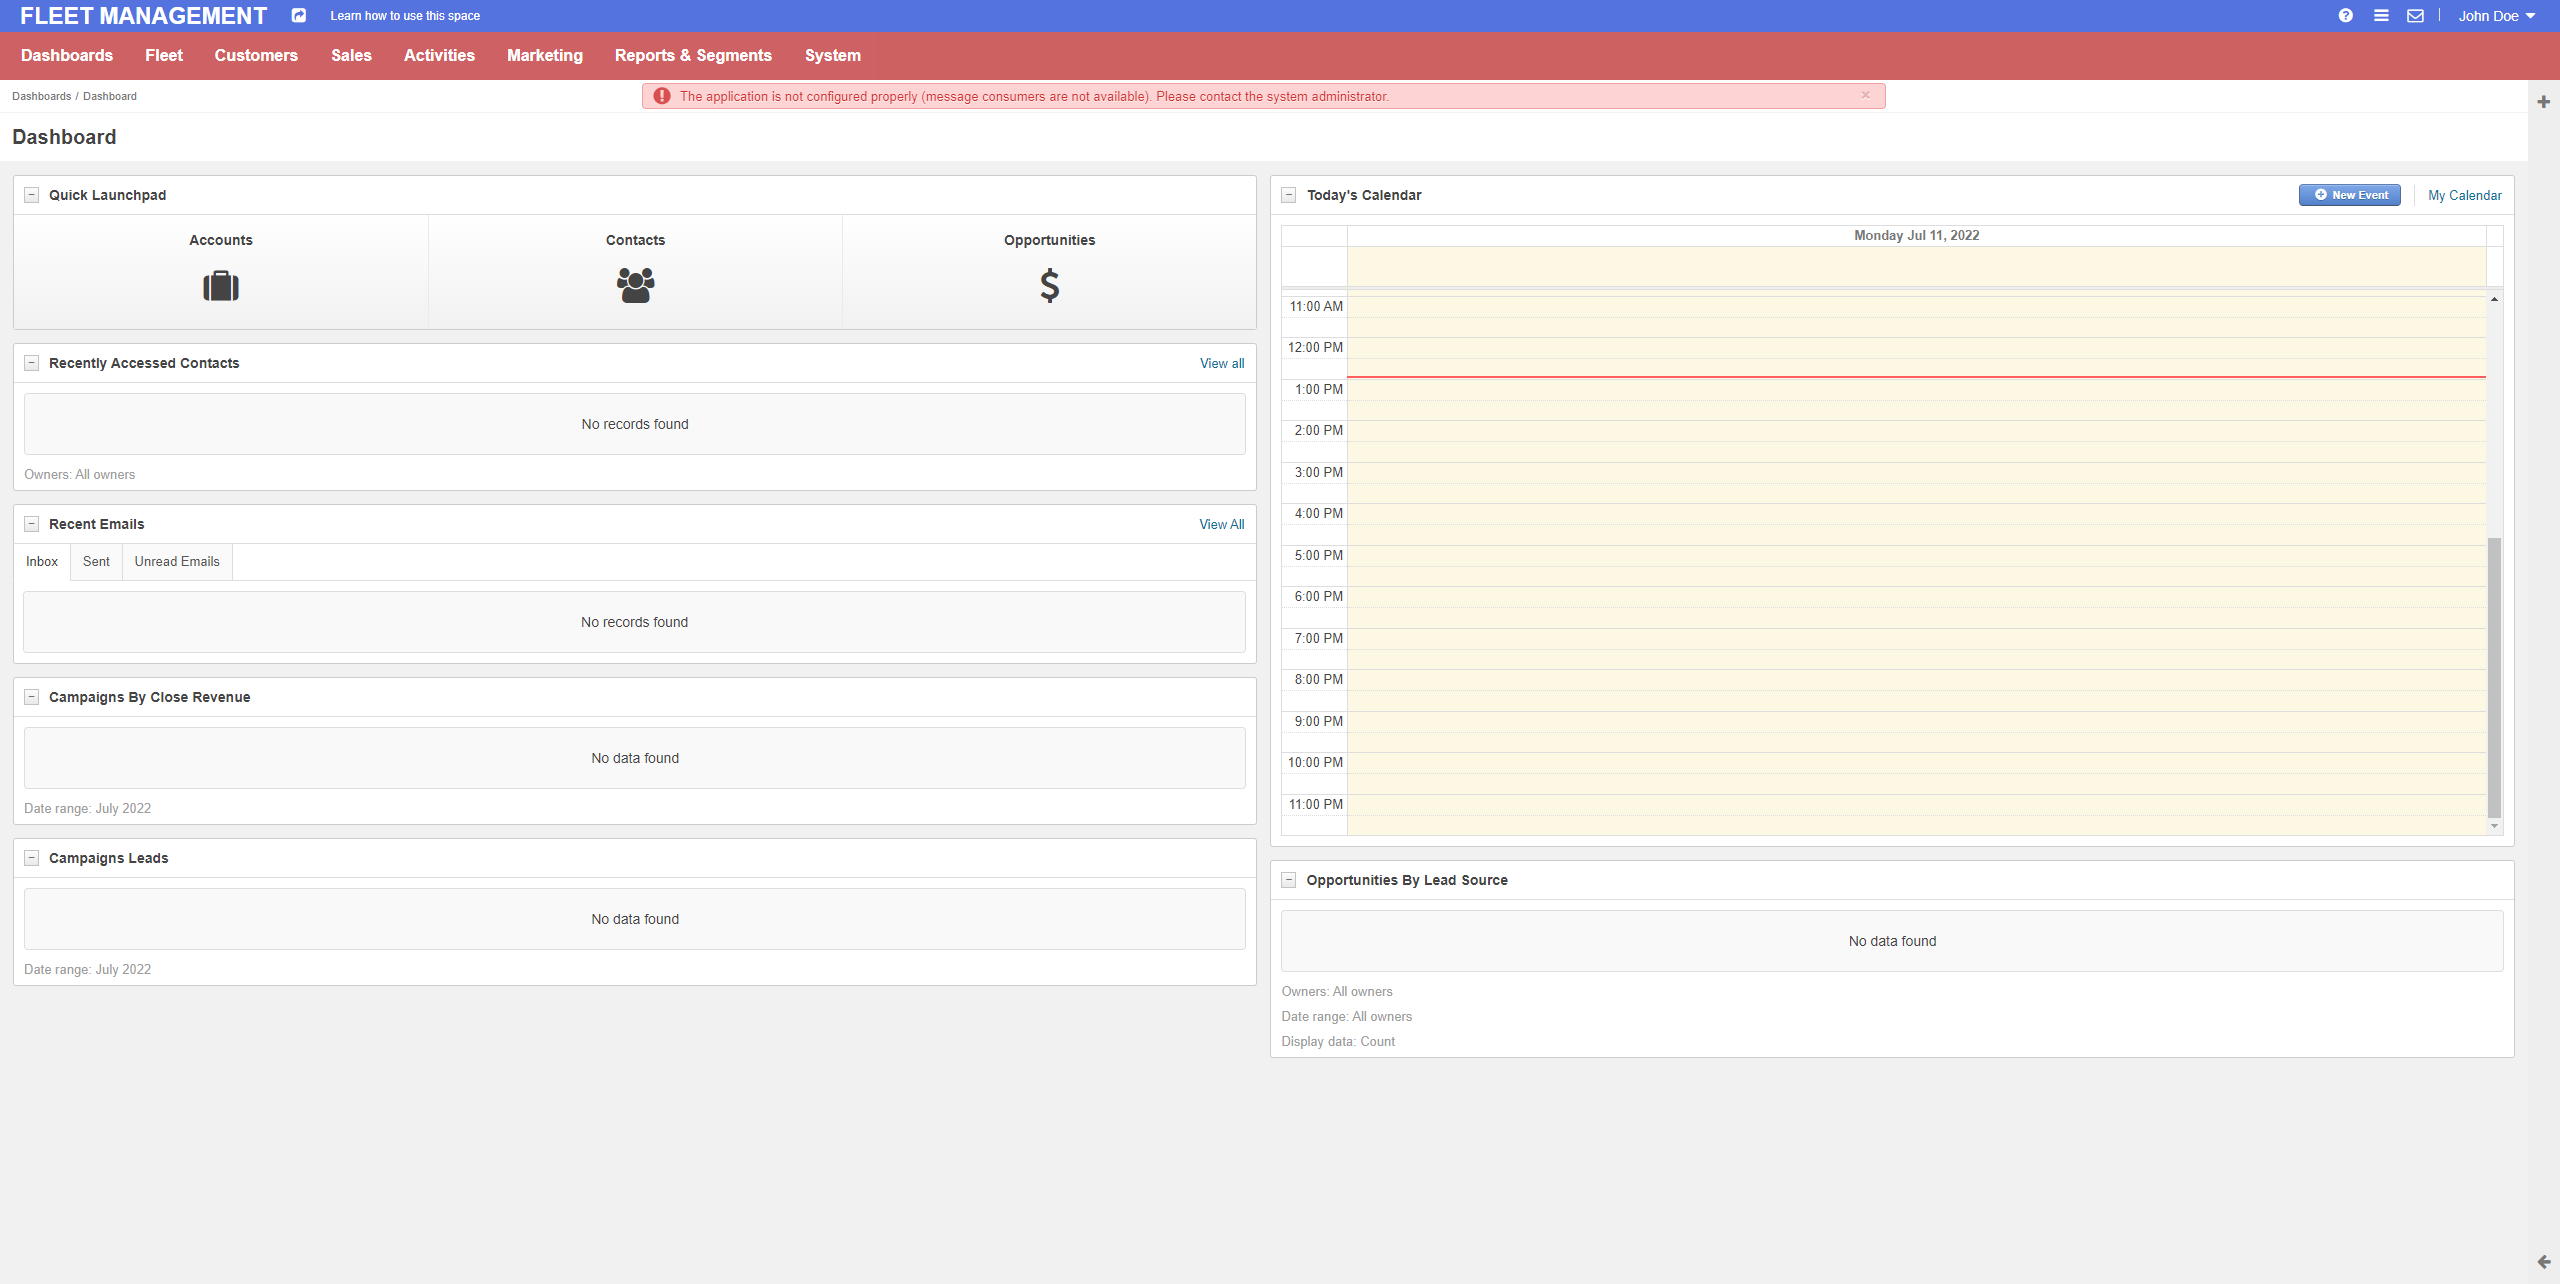 FLEET MANAGEMENT Learn how to use this space John Doe
Dashboards Fleet Customers Sales Activities Marketing Reports & Segments System
Dashboards / Dashboard
The application is not configured properly (message consumers are not available). Please contact the system administrator.
Dashboard
Quick Launchpad
Accounts Contacts Opportunities
Recently Accessed Contacts View all
No records found
Owners: All owners
Recent Emails View All
Inbox Sent Unread Emails
No records found
Campaigns By Close Revenue
No data found
Date range: July 2022
Campaigns Leads
No data found
Date range: July 2022
Today's Calendar New Event My Calendar
Monday Jul 11, 2022
11:00 AM
12:00 PM
1:00 PM
2:00 PM
3:00 PM
4:00 PM
5:00 PM
6:00 PM
7:00 PM
8:00 PM
9:00 PM
10:00 PM
11:00 PM
Opportunities By Lead Source
No data found
Owners: All owners
Date range: All owners
Display data: Count